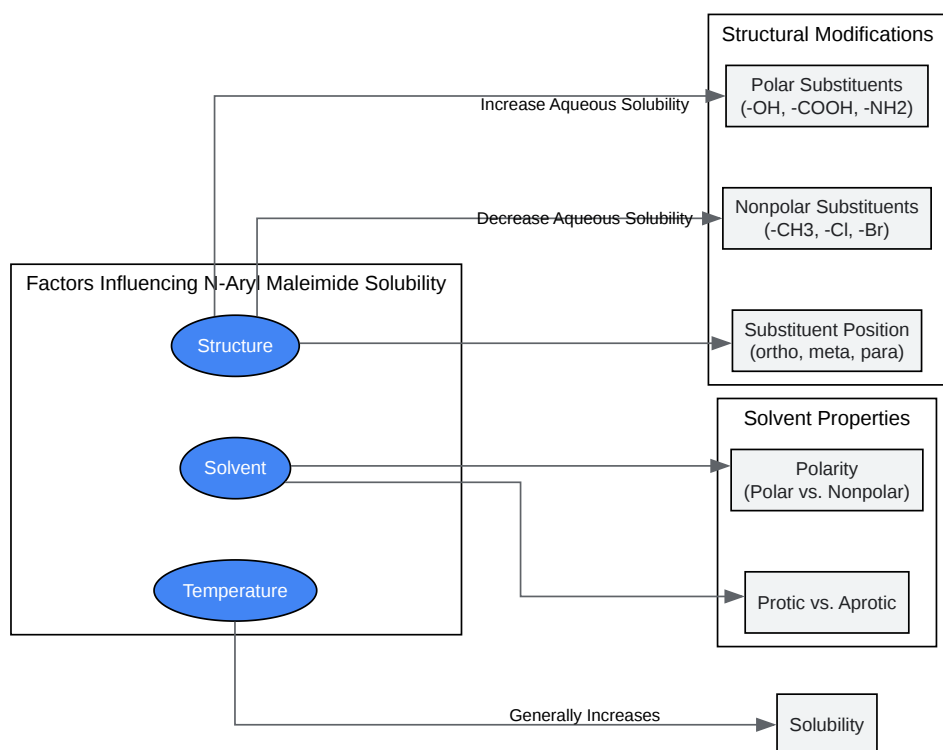 Structural Modifications
Polar Substituents
(-OH, -COOH, -NH2)
Increase Aqueous Solubility
Nonpolar Substituents
(-CH3, -Cl, -Br)
Decrease Aqueous Solubility
Factors Influencing N-Aryl Maleimide Solubility
Structure
Substituent Position
(ortho, meta, para)
Solvent Properties
Solvent
Polarity
(Polar vs. Nonpolar)
Temperature
Protic vs. Aprotic
Generally Increases
Solubility